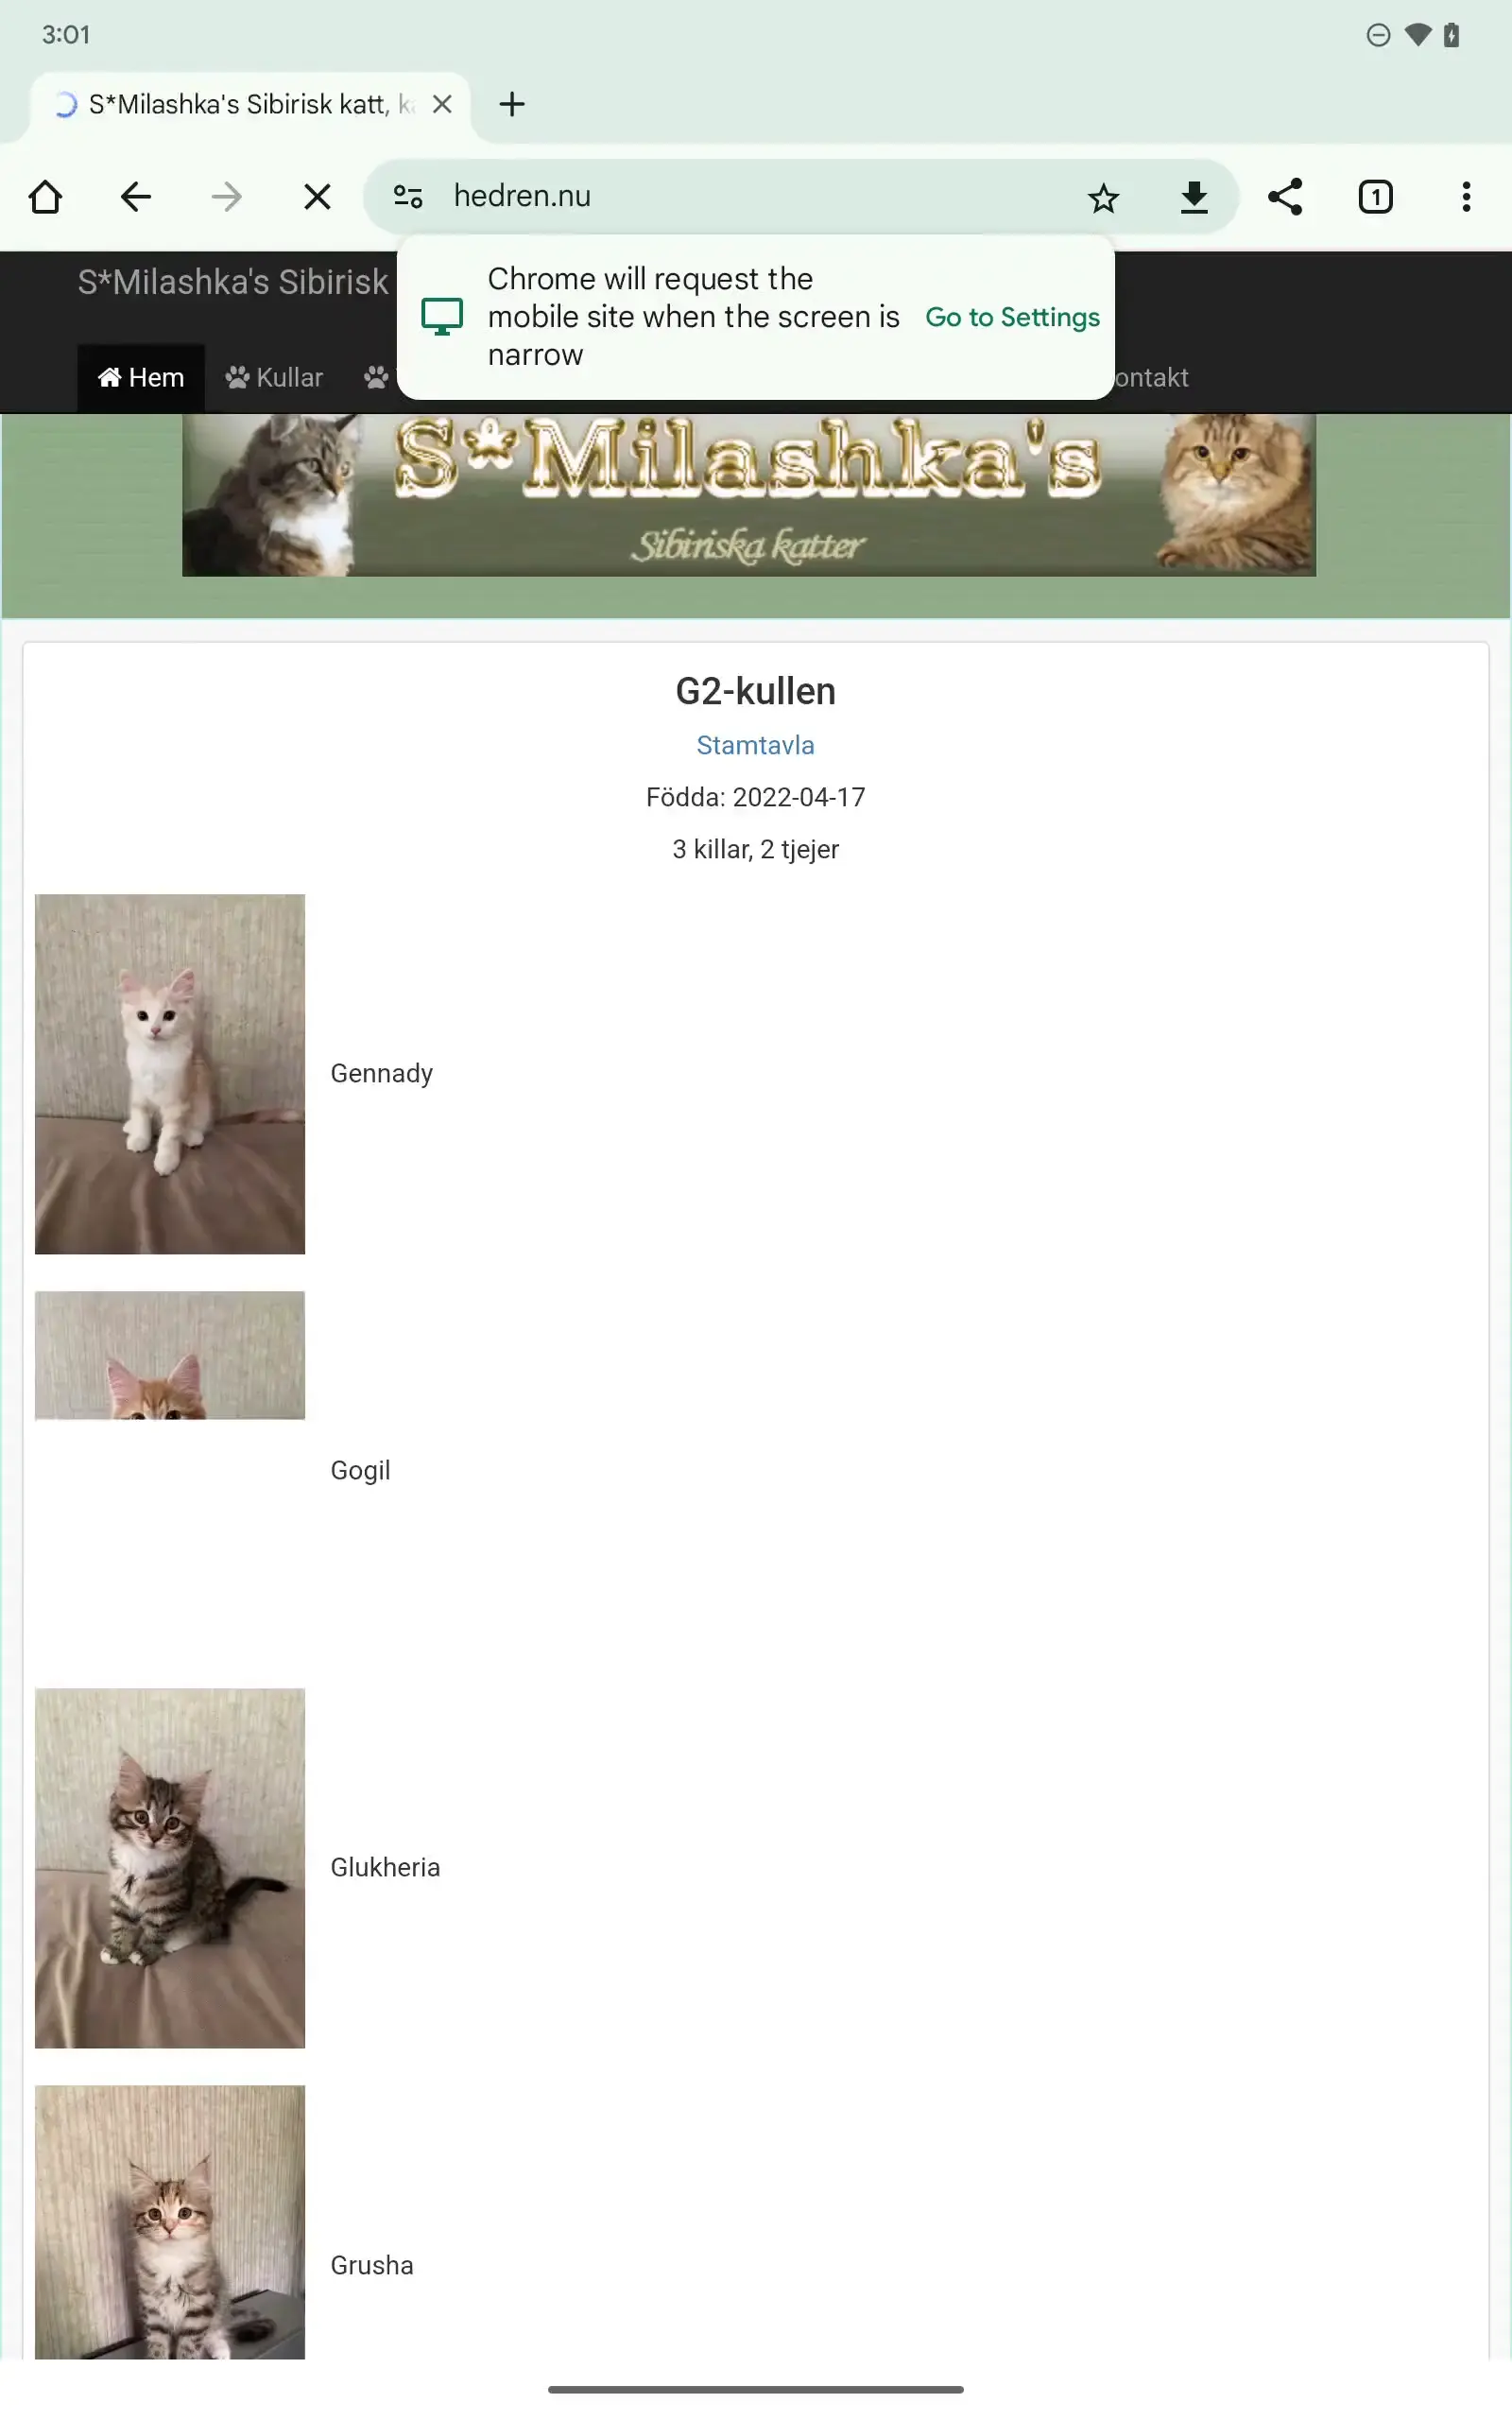 3:01
S*Milashka's Sibirisk katt,
hedren.nu
1
S*Milashka's Sibirisk
Chrome will request the
mobile site when the screen is
narrow
Go to Settings
Hem
Kullar
ontakt
S*Milashka's
Sibiriska katter
G2-kullen
Stamtavla
Födda: 2022-04-17
3 killar, 2 tjejer
Gennady
Gogil
Glukheria
Grusha